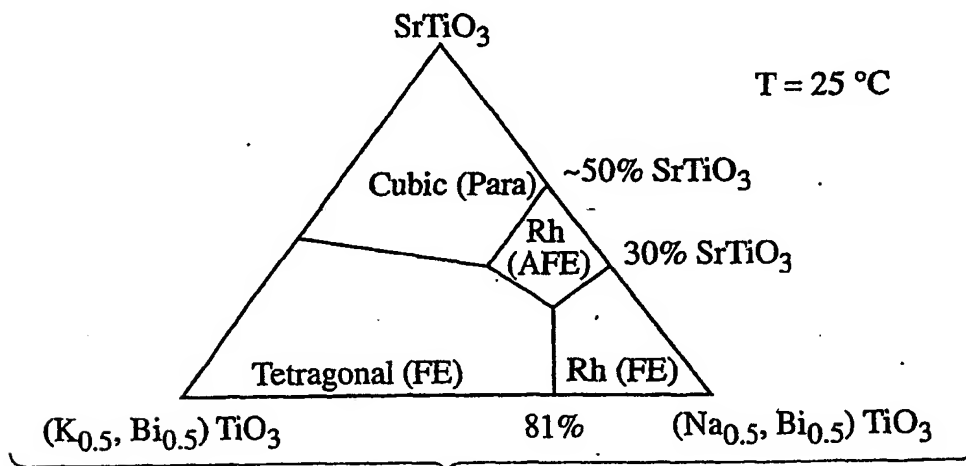 SrTiO3
T = 25 °C
~50% SrTiO3
Cubic (Para)
Rh
(AFE)
30% SrTiO3
Tetragonal (FE)
Rh (FE)
(K0.5, Bi0.5) TiO3
81%
(Na0.5, Bi0.5) TiO3